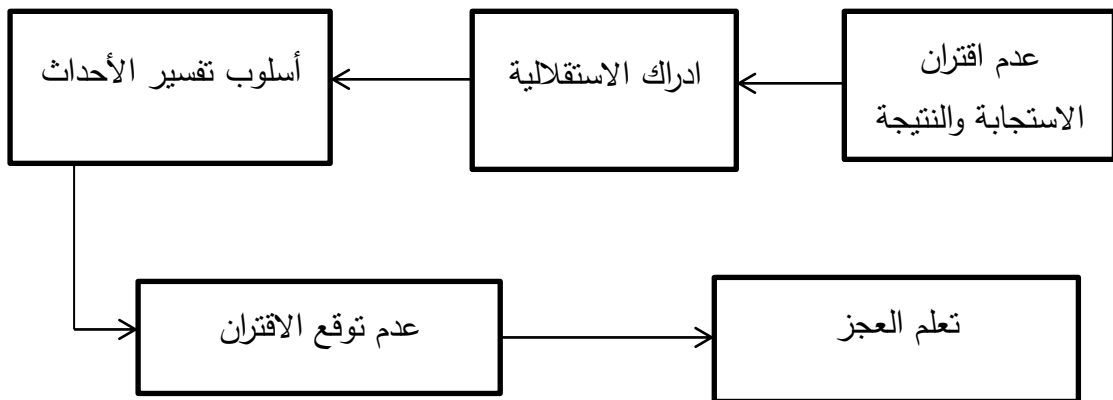 عدم اقتران
الاستجابة والنتيجة
ادراك الاستقلالية
أسلوب تفسير الأحداث
عدم توقع الاقتران
تعلم العجز